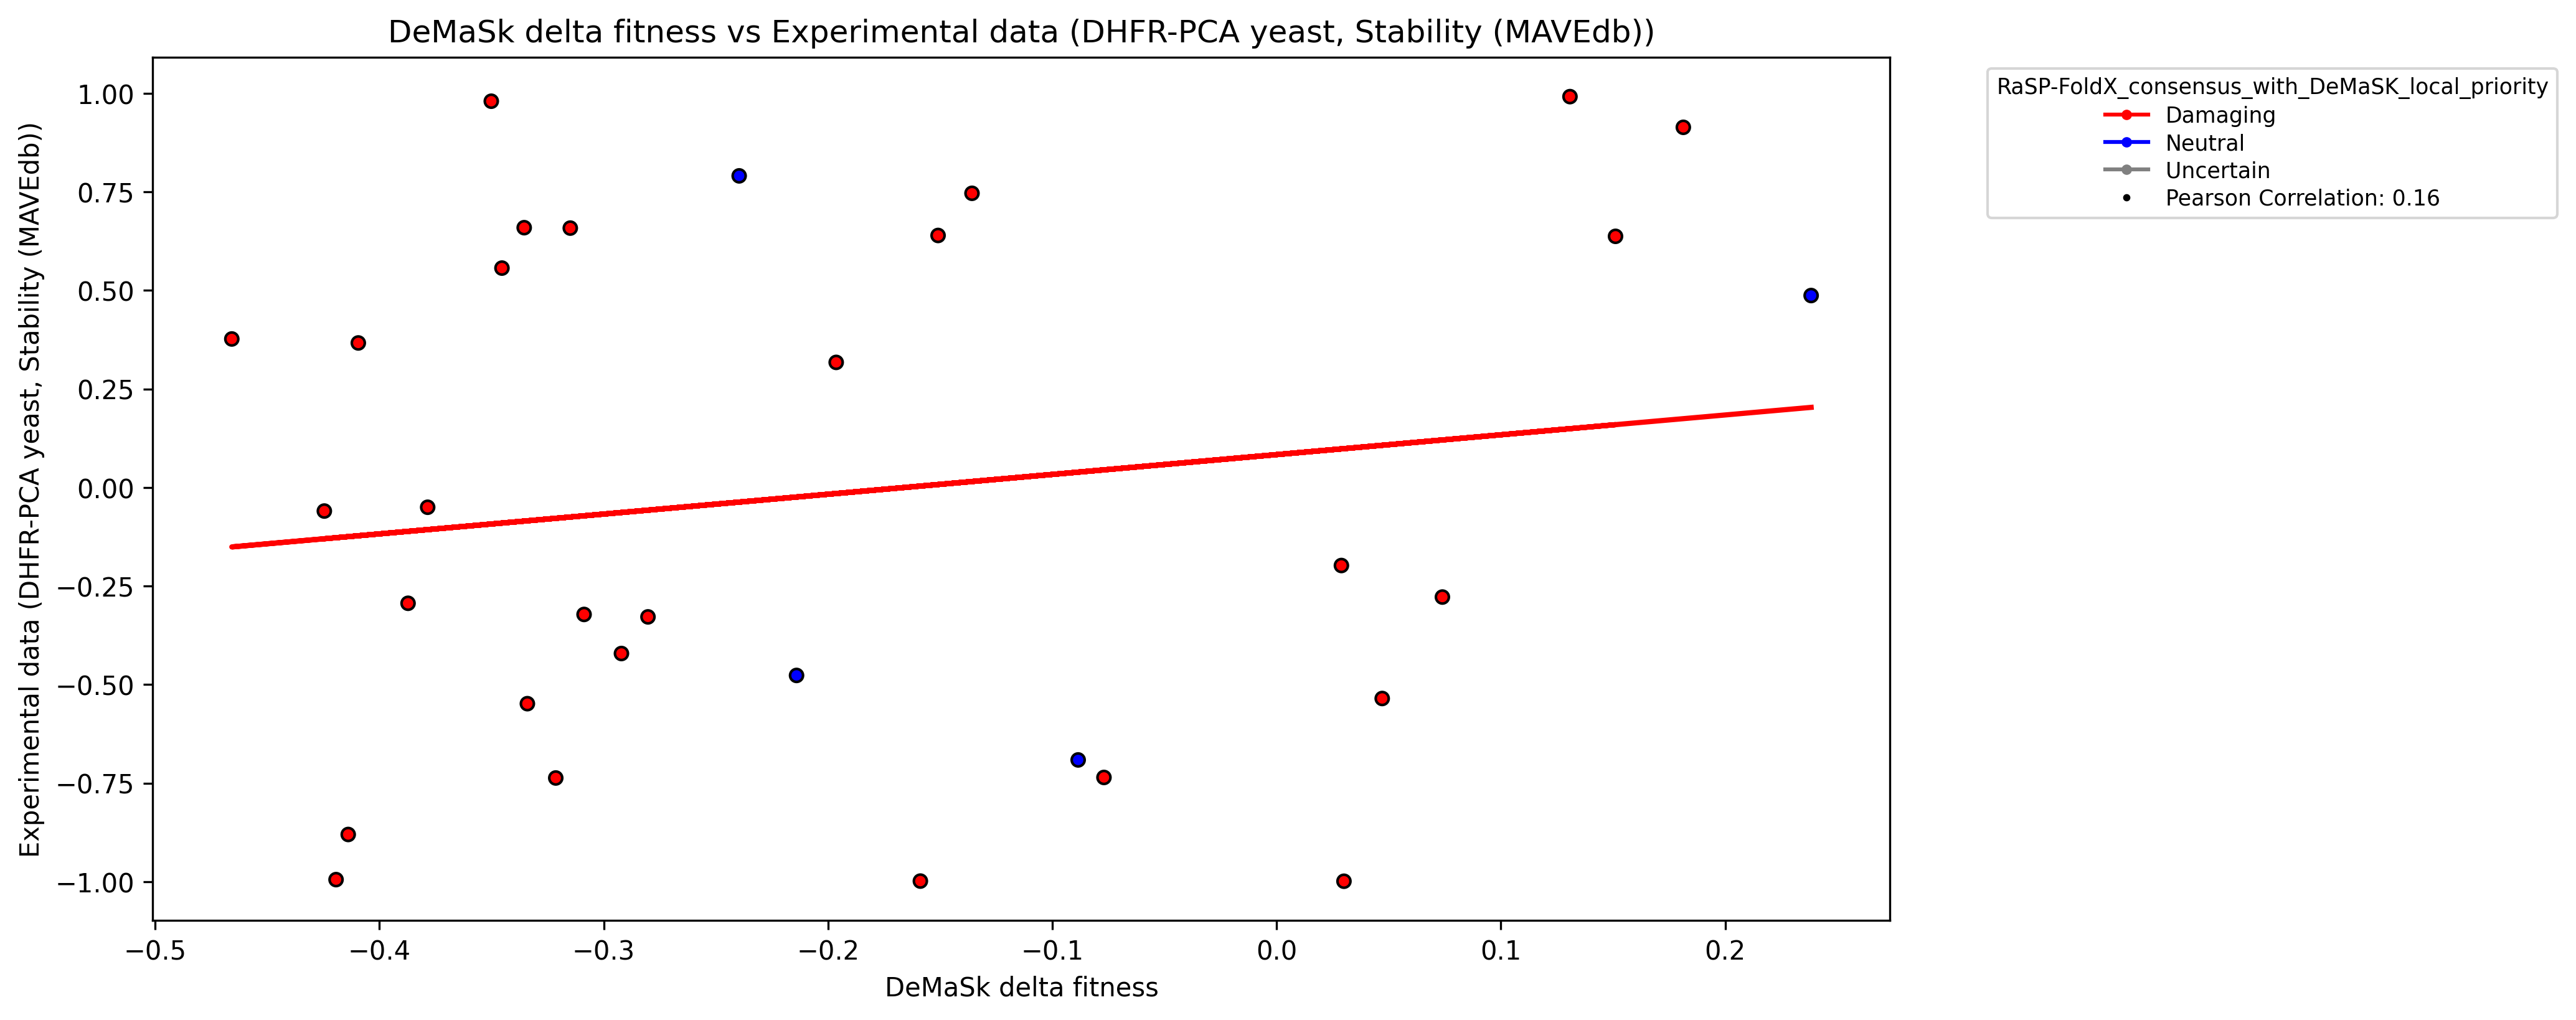 DeMaSk delta fitness vs Experimental data (DHFR-PCA yeast, Stability (MAVEdb))
Experimental data (DHFR-PCA yeast, Stability (MAVEdb))
1.00
0.75
0.50
0.25
0.00
−0.25
−0.50
−0.75
−1.00
−0.5 −0.4 −0.3 −0.2 −0.1 0.0 0.1 0.2
DeMaSk delta fitness
RaSP-FoldX_consensus_with_DeMaSK_local_priority
Damaging
Neutral
Uncertain
Pearson Correlation: 0.16